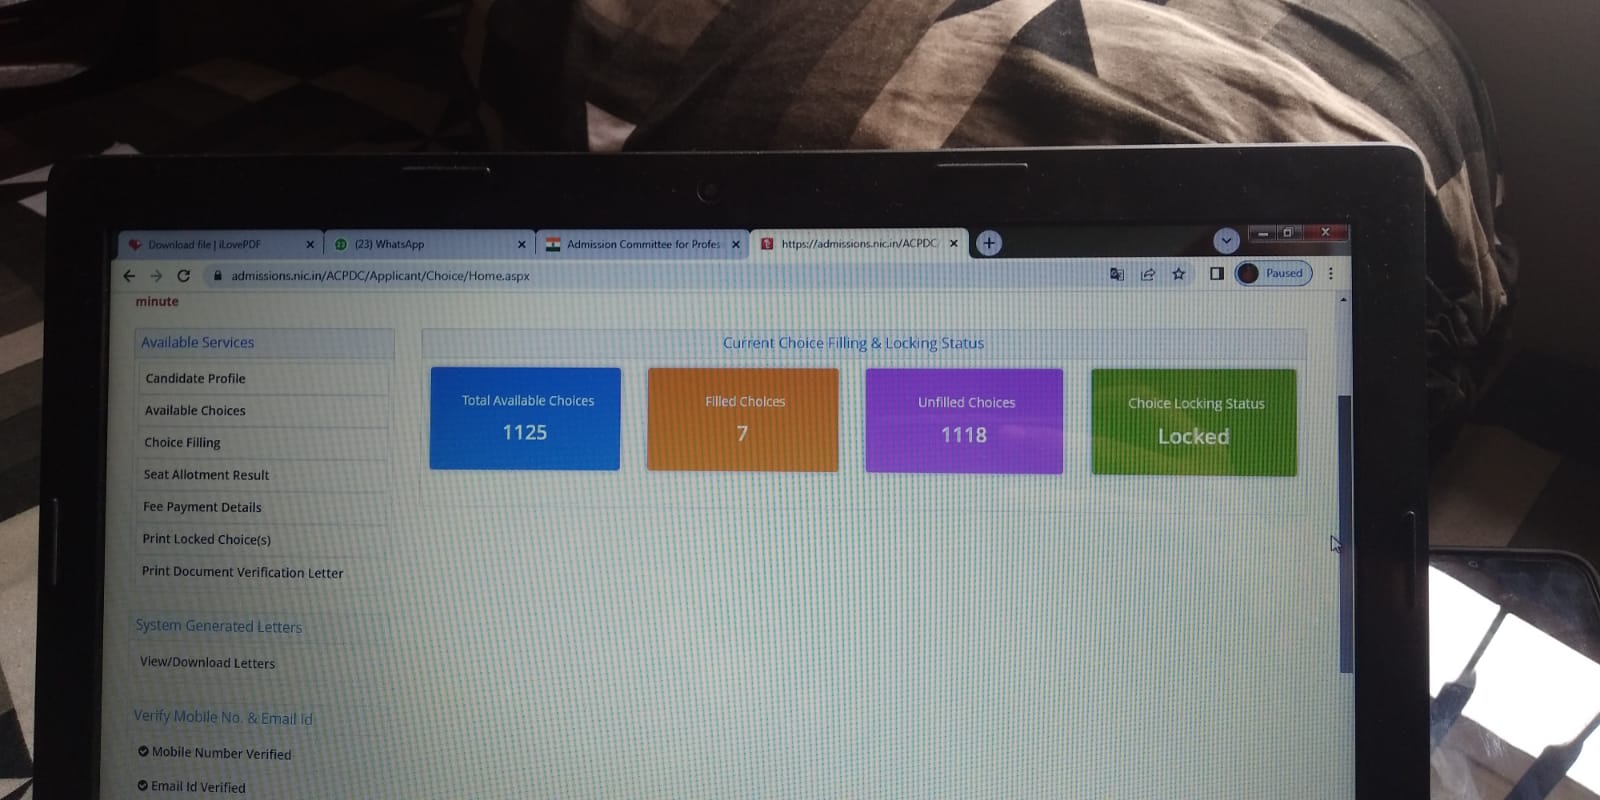 Download file | iLovePDF
(23) WhatsApp
Admission Committee for Profes
https://admissions.nic.in/ACPDC
admissions.nic.in/ACPDC/Applicant/Choice/Home.aspx
Paused
minute
Available Services
Candidate Profile
Available Choices
Choice Filling
Seat Allotment Result
Fee Payment Details
Print Locked Choice(s)
Print Document Verification Letter
System Generated Letters
View/Download Letters
Verify Mobile No. & Email Id
Mobile Number Verified
Email Id Verified
Current Choice Filling & Locking Status
Total Available Choices
1125
Filled Choices
7
Unfilled Choices
1118
Choice Locking Status
Locked